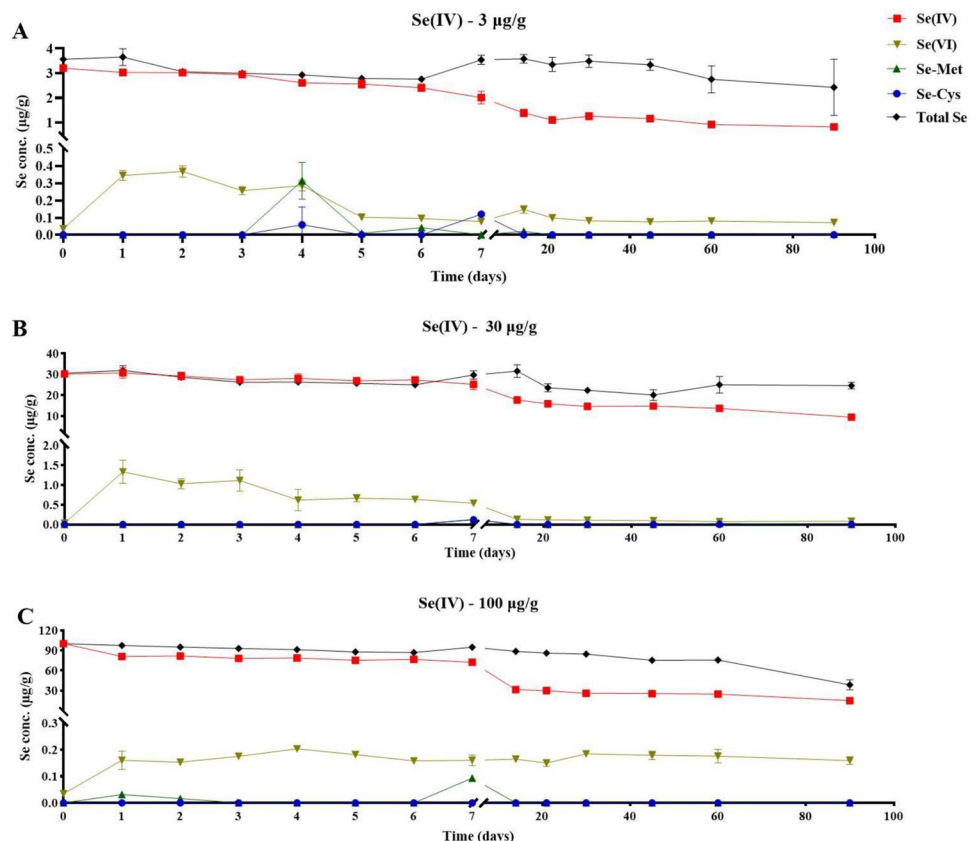 Se(IV) - 3 µg/g
A
Se(IV)
Se(VI)
Se-Met
Se-Cys
Total Se
Se conc. (µg/g)
4
3
2
1
0.5
0.4
0.3
0.2
0.1
0.0
0 1 2 3 4 5 6 7 20 40 60 80 100
Time (days)
B
Se(IV) - 30 µg/g
Se conc. (µg/g)
40
30
20
10
2.0
1.5
1.0
0.5
0.0
0 1 2 3 4 5 6 7 20 40 60 80 100
Time (days)
C
Se(IV) - 100 µg/g
Se conc. (µg/g)
120
90
60
30
0.3
0.2
0.1
0.0
0 1 2 3 4 5 6 7 20 40 60 80 100
Time (days)